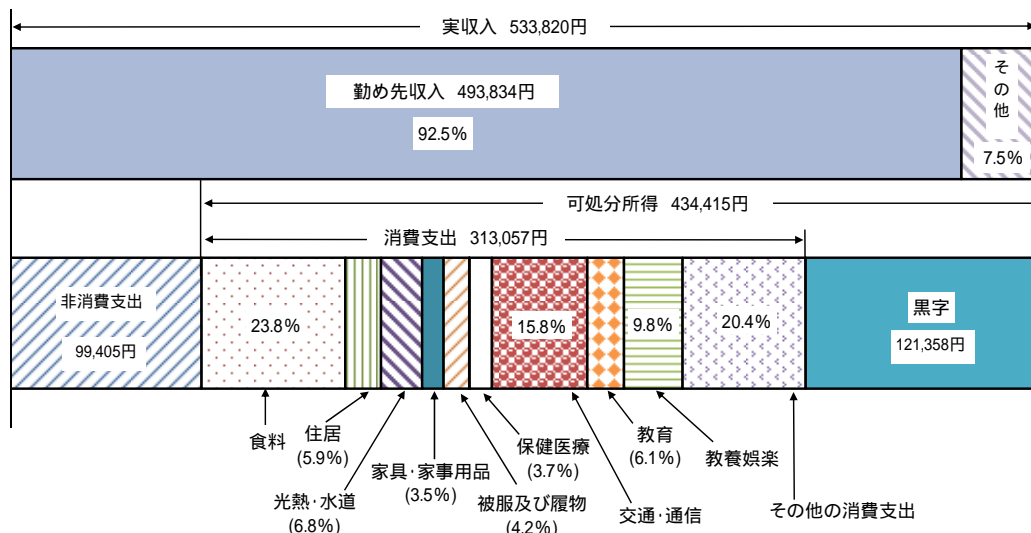 実収入 533,820円
勤め先収入 493,834円
92.5%
その他
7.5%
可処分所得 434,415円
消費支出 313,057円
非消費支出
99,405円
23.8%
15.8%
9.8%
20.4%
黒字
121,358円
食料
住居
(5.9%)
光熱･水道
(6.8%)
家具･家事用品
(3.5%)
被服及び履物
(4.2%)
保健医療
(3.7%)
交通･通信
教育
(6.1%)
教養娯楽
その他の消費支出